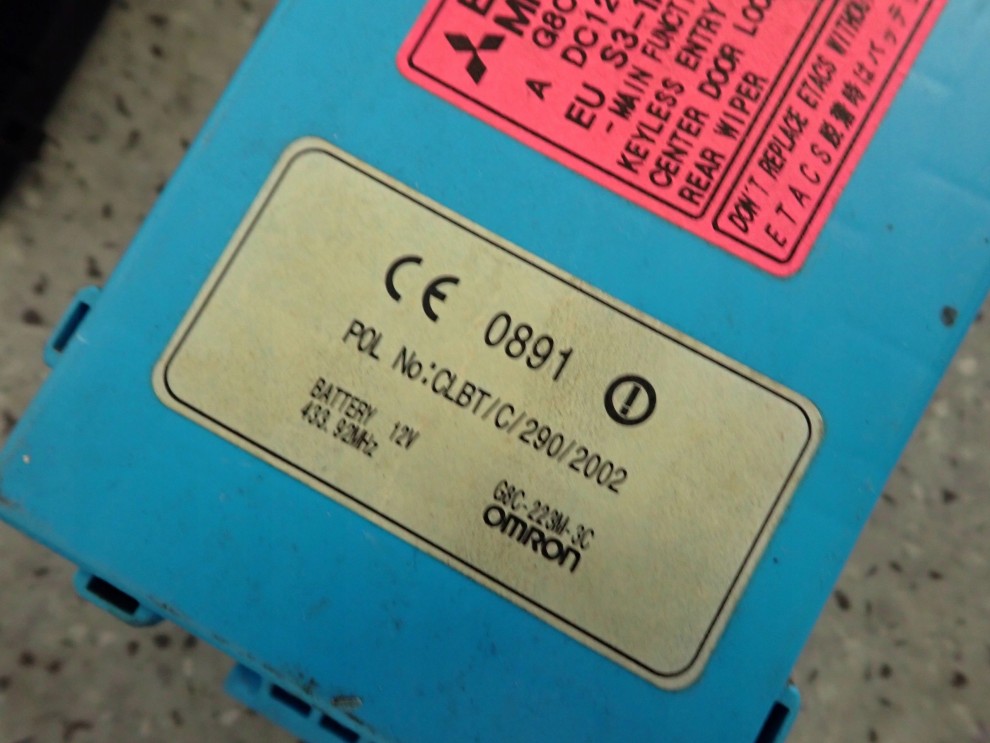 G8C
A DC12
EU S3-1
-MAIN FUNCTI
KEYLESS ENTRY
CENTER DOOR LOC
REAR WIPER
DON'T REPLACE ETACS WITHOU
ETACS脱着時はバッテ
CE 0891
POL No:CLBT/C/290/2002
BATTERY 12V
433.92MHz
G8C-223M-3C
OMRON